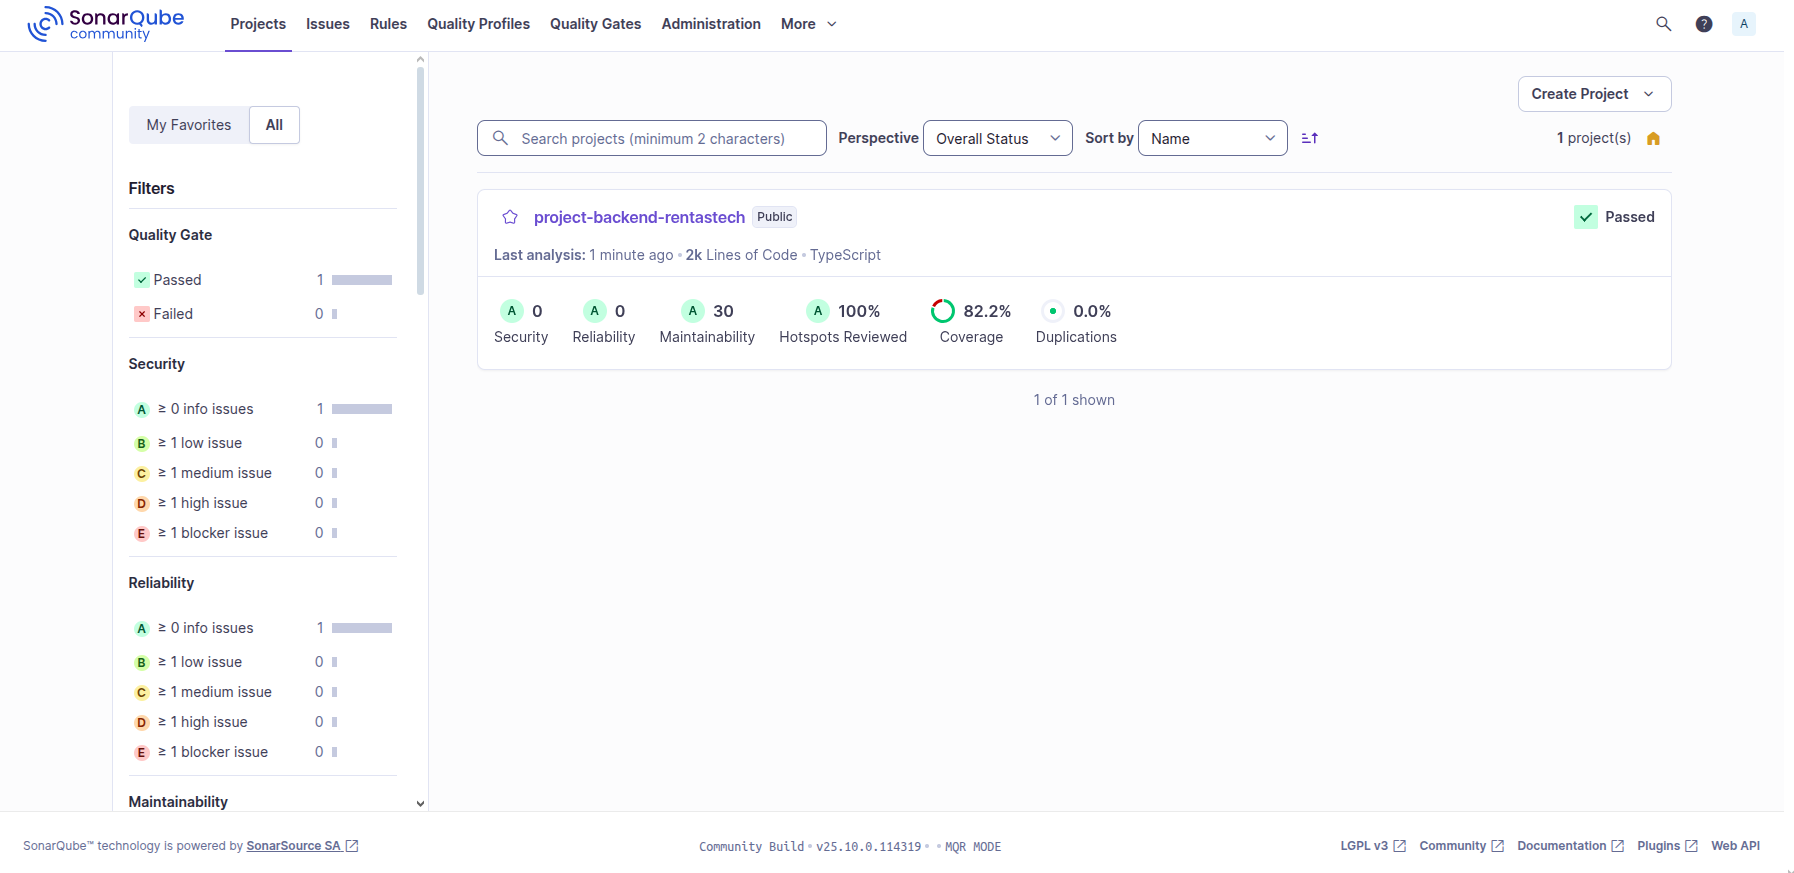 SonarQube community
Projects Issues Rules Quality Profiles Quality Gates Administration More ? A
My Favorites All
Filters
Quality Gate
Passed 1
Failed 0
Security
A ≥ 0 info issues 1
B ≥ 1 low issue 0
C ≥ 1 medium issue 0
D ≥ 1 high issue 0
E ≥ 1 blocker issue 0
Reliability
A ≥ 0 info issues 1
B ≥ 1 low issue 0
C ≥ 1 medium issue 0
D ≥ 1 high issue 0
E ≥ 1 blocker issue 0
Maintainability
Create Project
Search projects (minimum 2 characters) Perspective Overall Status Sort by Name 1 project(s)
project-backend-rentastech Public Passed
Last analysis: 1 minute ago • 2k Lines of Code • TypeScript
A 0 A 0 A 30 A 100% 82.2% 0.0%
Security Reliability Maintainability Hotspots Reviewed Coverage Duplications
1 of 1 shown
SonarQube™ technology is powered by SonarSource SA Community Build • v25.10.0.114319 • • MQR MODE LGPL v3 Community Documentation Plugins Web API